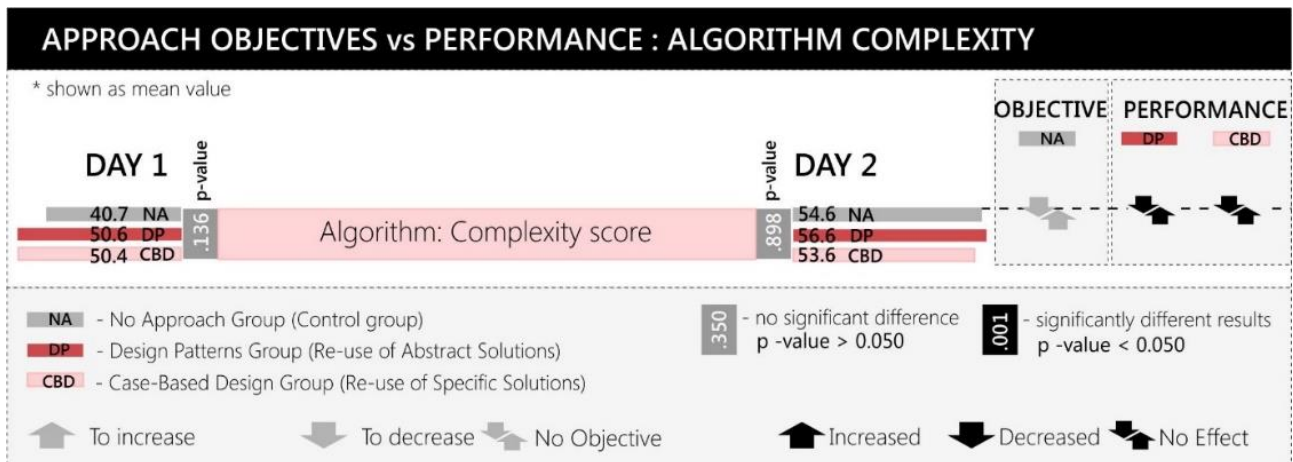 APPROACH OBJECTIVES vs PERFORMANCE : ALGORITHM COMPLEXITY
* shown as mean value
OBJECTIVE PERFORMANCE
NA DP CBD
DAY 1 p-value p-value DAY 2
40.7 NA 54.6 NA
50.6 DP .136 Algorithm: Complexity score .898 56.6 DP
50.4 CBD 53.6 CBD
NA - No Approach Group (Control group)
DP - Design Patterns Group (Re-use of Abstract Solutions)
CBD - Case-Based Design Group (Re-use of Specific Solutions)
.350 - no significant difference
p -value > 0.050
.001 - significantly different results
p -value < 0.050
To increase To decrease No Objective Increased Decreased No Effect